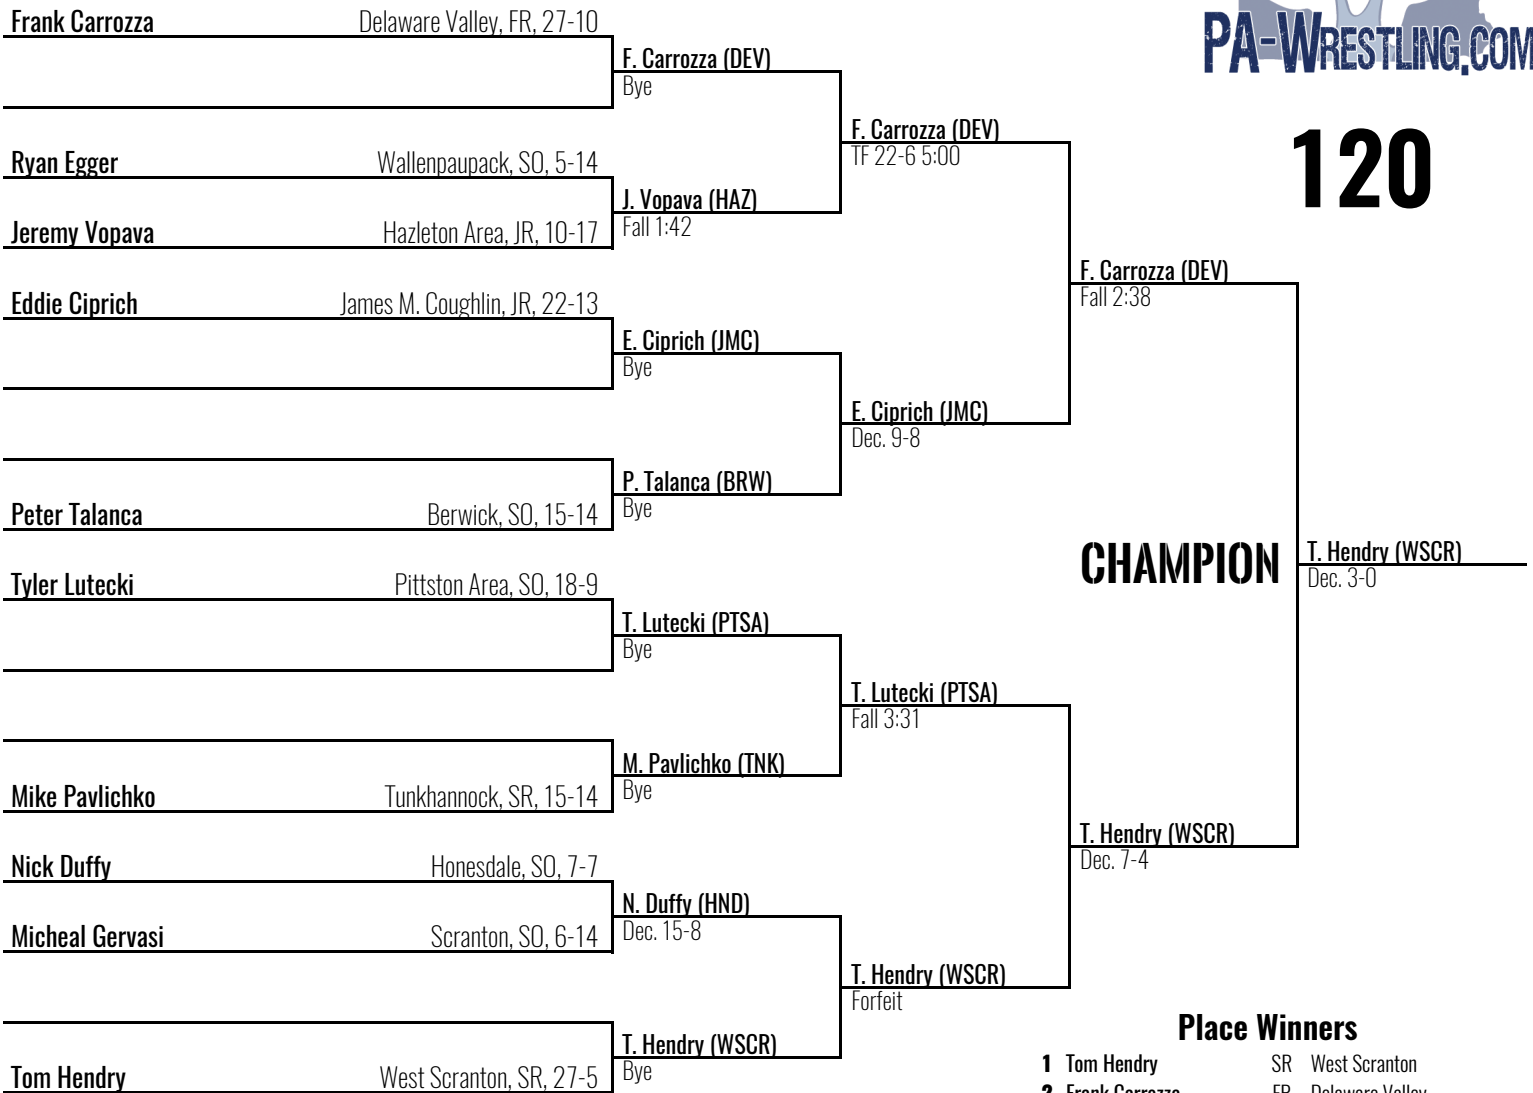 PA-WRESTLING.COM
120
Frank Carrozza Delaware Valley, FR, 27-10
F. Carrozza (DEV)
Bye
F. Carrozza (DEV)
TF 22-6 5:00
Ryan Egger Wallenpaupack, SO, 5-14
J. Vopava (HAZ)
Fall 1:42
Jeremy Vopava Hazleton Area, JR, 10-17
F. Carrozza (DEV)
Fall 2:38
Eddie Ciprich James M. Coughlin, JR, 22-13
E. Ciprich (JMC)
Bye
E. Ciprich (JMC)
Dec. 9-8
P. Talanca (BRW)
Bye
Peter Talanca Berwick, SO, 15-14
CHAMPION
T. Hendry (WSCR)
Dec. 3-0
Tyler Lutecki Pittston Area, SO, 18-9
T. Lutecki (PTSA)
Bye
T. Lutecki (PTSA)
Fall 3:31
M. Pavlichko (TNK)
Bye
Mike Pavlichko Tunkhannock, SR, 15-14
T. Hendry (WSCR)
Dec. 7-4
Nick Duffy Honesdale, SO, 7-7
N. Duffy (HND)
Dec. 15-8
Micheal Gervasi Scranton, SO, 6-14
T. Hendry (WSCR)
Forfeit
T. Hendry (WSCR)
Bye
Tom Hendry West Scranton, SR, 27-5
Place Winners
1 Tom Hendry SR West Scranton
2 Frank Carrozza FR Delaware Valley